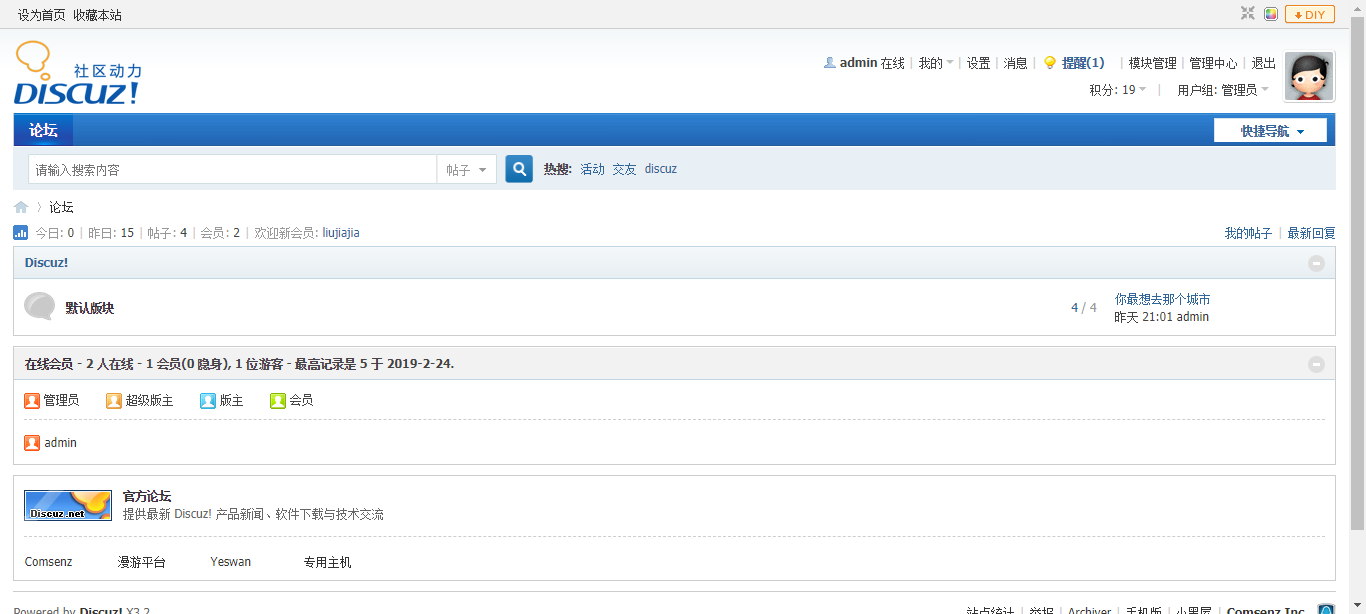 设为首页 收藏本站 DIY
社区动力
DISCUZ!
admin 在线 | 我的 | 设置 | 消息 | 提醒(1) | 模块管理 | 管理中心 | 退出
积分: 19 | 用户组: 管理员
论坛 快捷导航
请输入搜索内容 帖子 热搜: 活动 交友 discuz
论坛
今日: 0 | 昨日: 15 | 帖子: 4 | 会员: 2 | 欢迎新会员: liujiajia 我的帖子 | 最新回复
Discuz!
默认版块 4 / 4 你最想去那个城市
昨天 21:01 admin
在线会员 - 2 人在线 - 1 会员(0 隐身), 1 位游客 - 最高记录是 5 于 2019-2-24.
管理员 超级版主 版主 会员
admin
Discuz.net 官方论坛
提供最新 Discuz! 产品新闻、软件下载与技术交流
Comsenz 漫游平台 Yeswan 专用主机
Powered by Discuz! X3.2 站点统计 | 举报 | Archiver | 手机版 | 小黑屋 | Comsenz Inc.